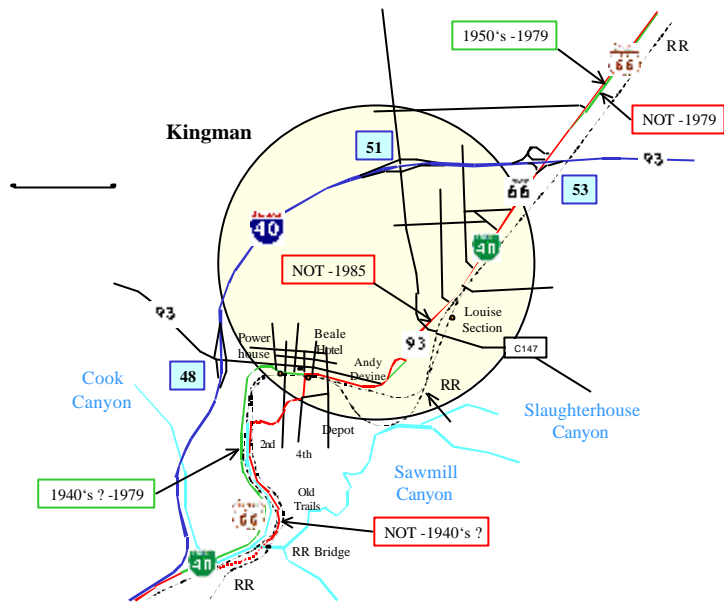 1950's -1979
RR
66
NOT -1979
Kingman
51
93
53
66
40
40
NOT -1985
Louise
Section
93
Beale
Hotel
Power
house
93
C147
Andy
Devine
48
RR
Cook
Canyon
Slaughterhouse
Canyon
Depot
2nd
4th
Sawmill
Canyon
1940's ? -1979
Old
Trails
66
NOT -1940's ?
RR Bridge
40
RR